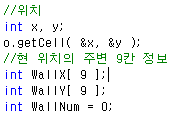 //위치
int x, y;
o.getCell( &x, &y );
//현 위치의 주변 9칸 정보
int WallX[ 9 ];
int WallY[ 9 ];
int WallNum = 0;